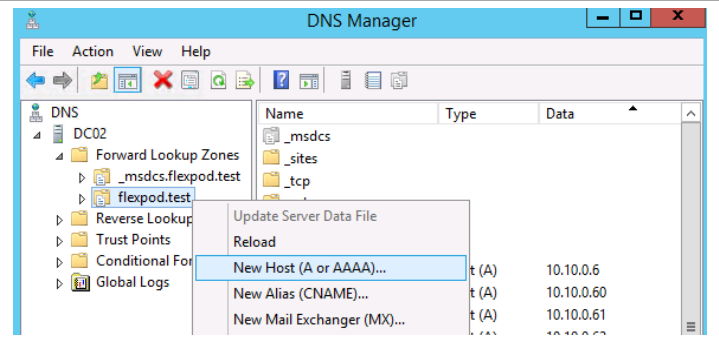 DNS Manager
File Action View Help
DNS
Name Type Data
DC02
_msdcs
Forward Lookup Zones
_sites
_msdcs.flexpod.test
_tcp
flexpod.test
Reverse Lookup
Update Server Data File
Trust Points
Reload
Conditional For
New Host (A or AAAA)...
t (A) 10.10.0.6
Global Logs
New Alias (CNAME)...
t (A) 10.10.0.60
New Mail Exchanger (MX)...
t (A) 10.10.0.61